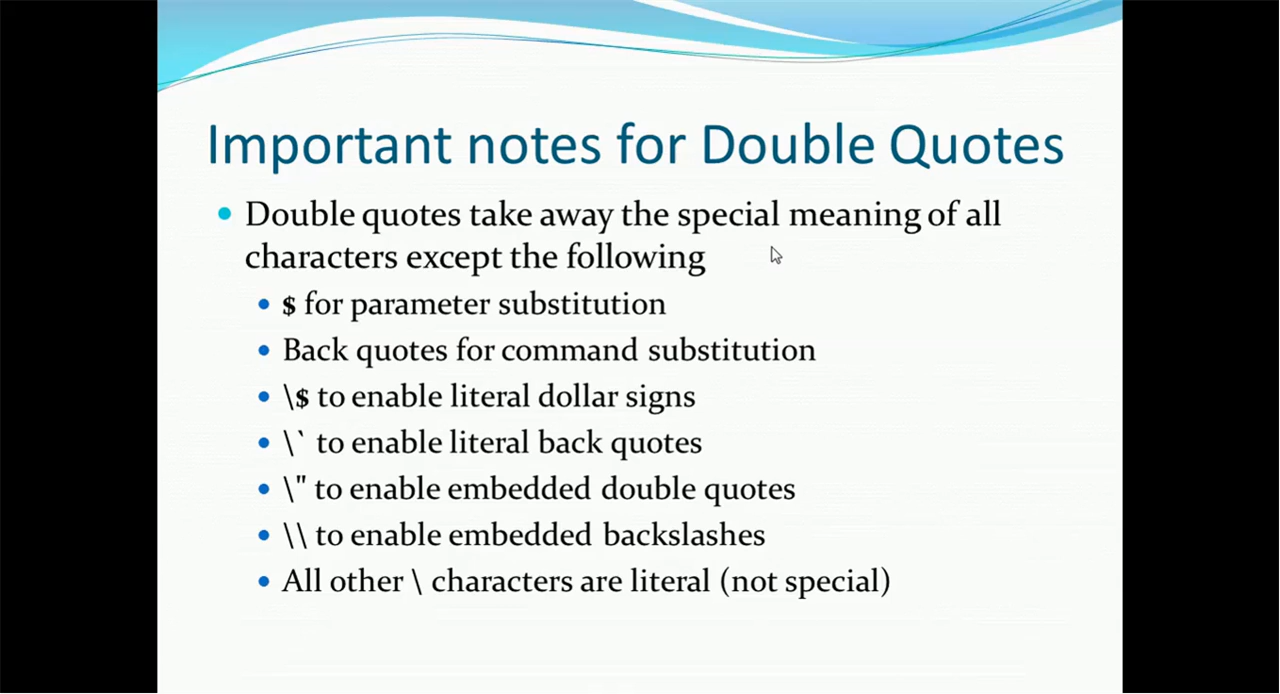 Important notes for Double Quotes
Double quotes take away the special meaning of all
characters except the following
$ for parameter substitution
Back quotes for command substitution
\$ to enable literal dollar signs
\` to enable literal back quotes
\" to enable embedded double quotes
\\ to enable embedded backslashes
All other \ characters are literal (not special)